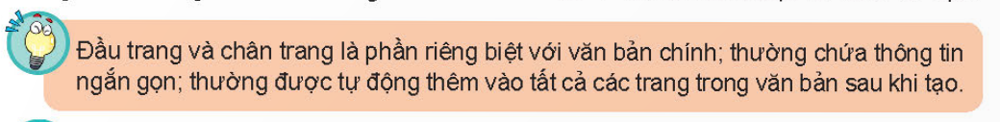 Đầu trang và chân trang là phần riêng biệt với văn bản chính; thường chứa thông tin
ngắn gọn; thường được tự động thêm vào tất cả các trang trong văn bản sau khi tạo.